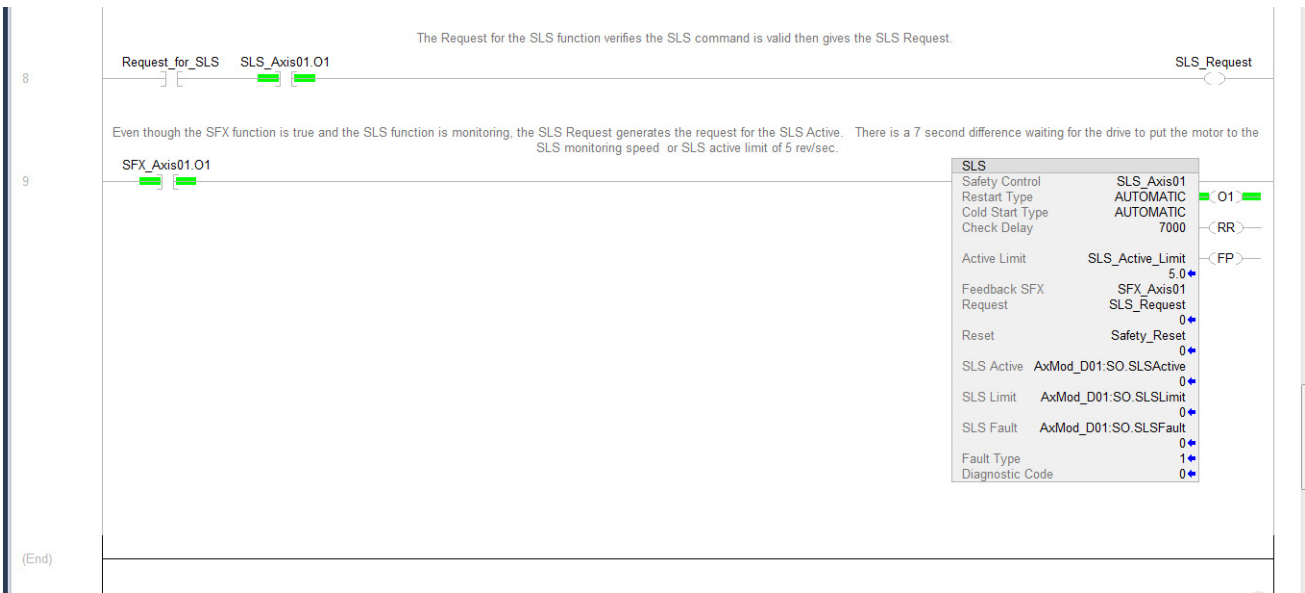 The Request for the SLS function verifies the SLS command is valid then gives the SLS Request.
Request_for_SLS SLS_Axis01.O1 SLS_Request
8
Even though the SFX function is true and the SLS function is monitoring, the SLS Request generates the request for the SLS Active. There is a 7 second difference waiting for the drive to put the motor to the
SLS monitoring speed or SLS active limit of 5 rev/sec.
SFX_Axis01.O1
9
SLS
Safety Control SLS_Axis01
Restart Type AUTOMATIC O1
Cold Start Type AUTOMATIC
Check Delay 7000 RR
Active Limit SLS_Active_Limit FP
5.0
Feedback SFX SFX_Axis01
Request SLS_Request
0
Reset Safety_Reset
0
SLS Active AxMod_D01:SO.SLSActive
0
SLS Limit AxMod_D01:SO.SLSLimit
0
SLS Fault AxMod_D01:SO.SLSFault
0
Fault Type 1
Diagnostic Code 0
(End)